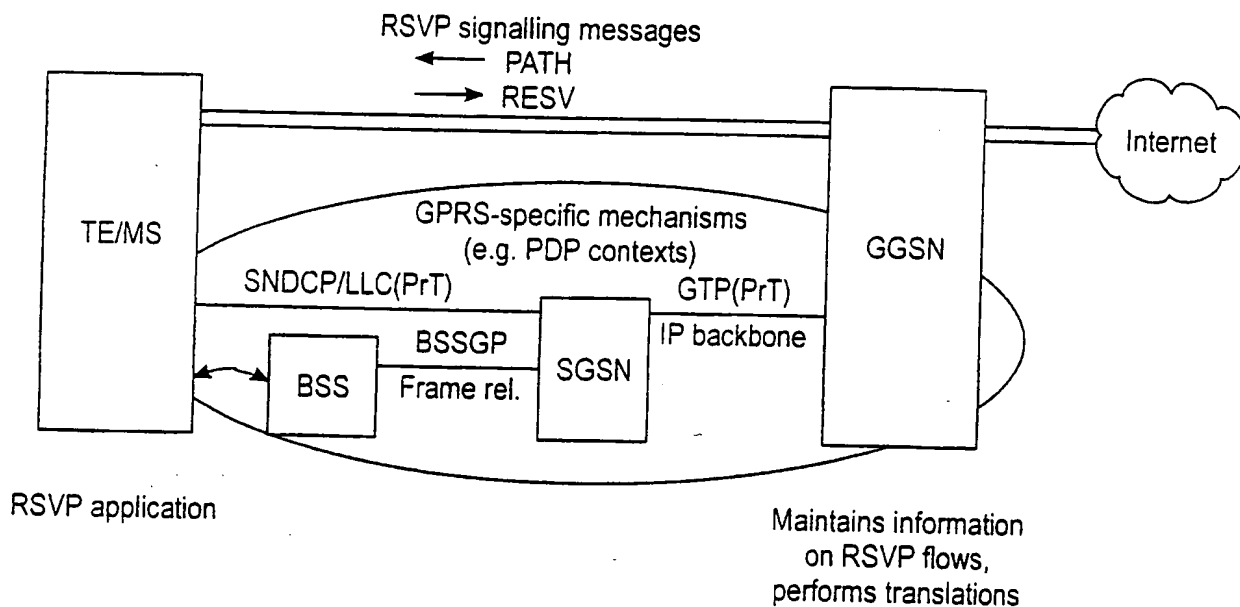 RSVP signalling messages
PATH
RESV
Internet
TE/MS
GPRS-specific mechanisms
(e.g. PDP contexts)
GGSN
SNDCP/LLC(PrT)
GTP(PrT)
BSSGP
IP backbone
BSS
Frame rel.
SGSN
RSVP application
Maintains information
on RSVP flows,
performs translations